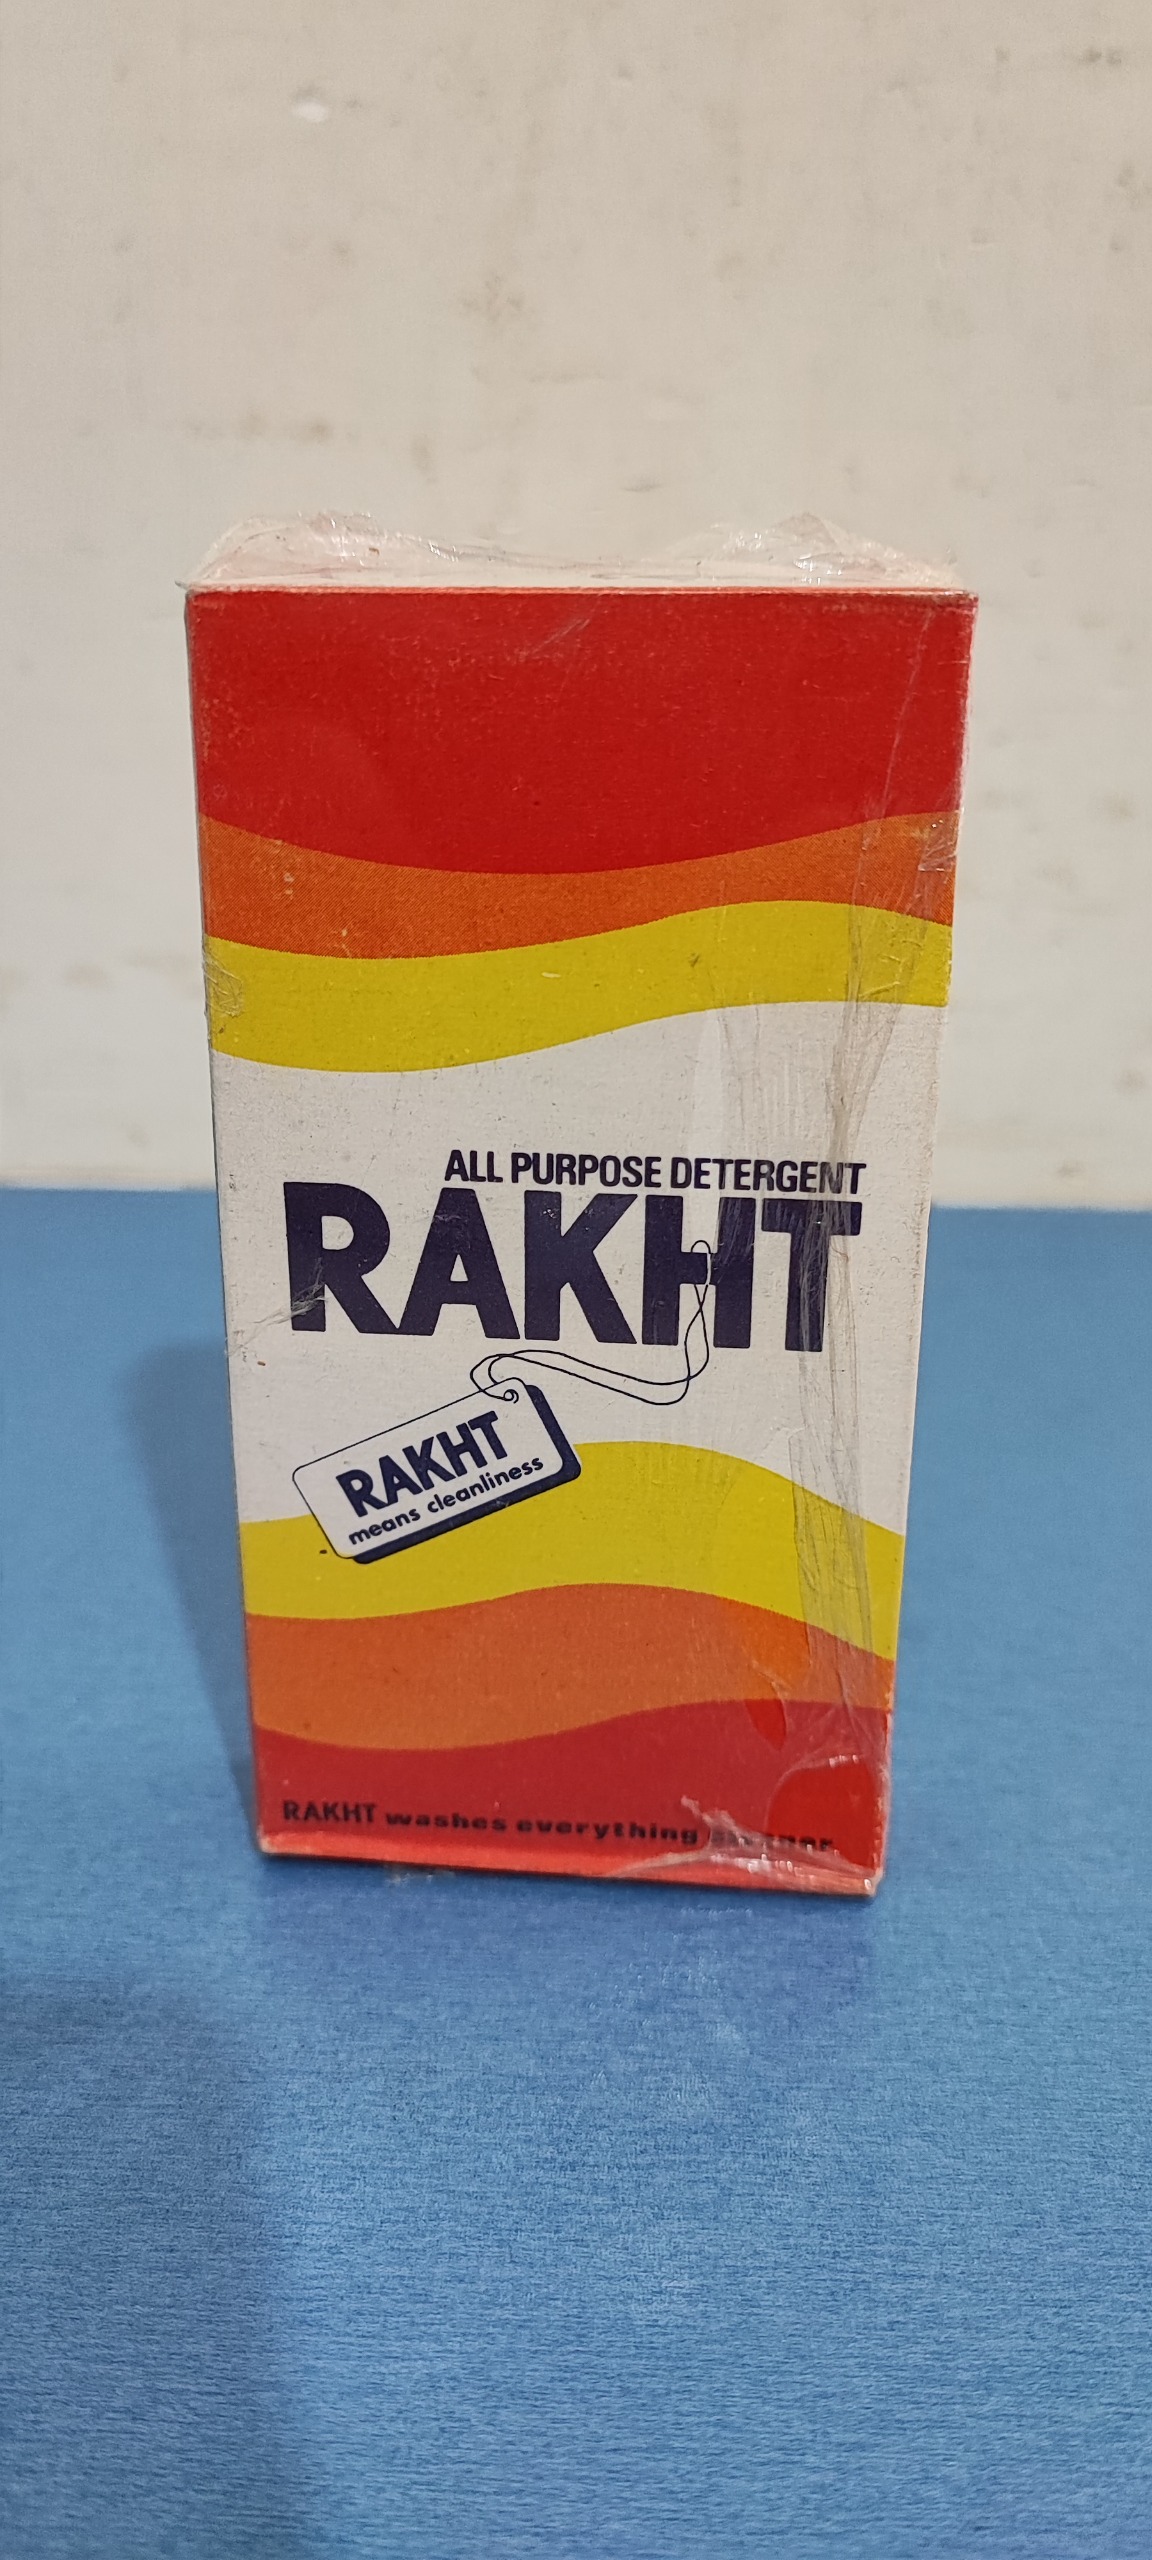 ALL PURPOSE DETERGENT
RAKHT
RAKHT
means cleanliness
RAKHT washes everything